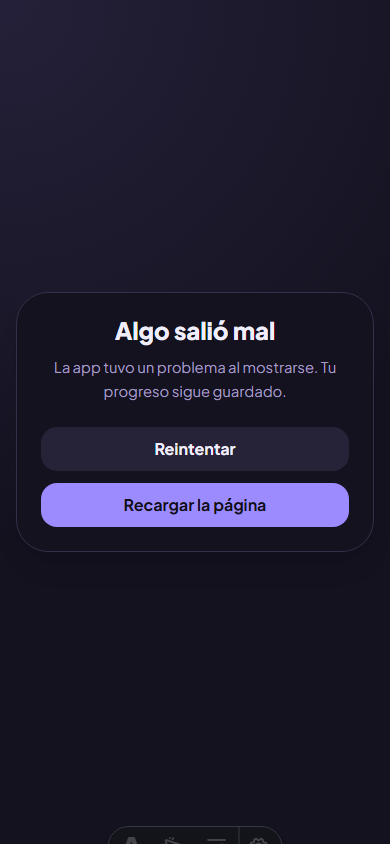 Algo salió mal
La app tuvo un problema al mostrarse. Tu
progreso sigue guardado.
Reintentar
Recargar la página